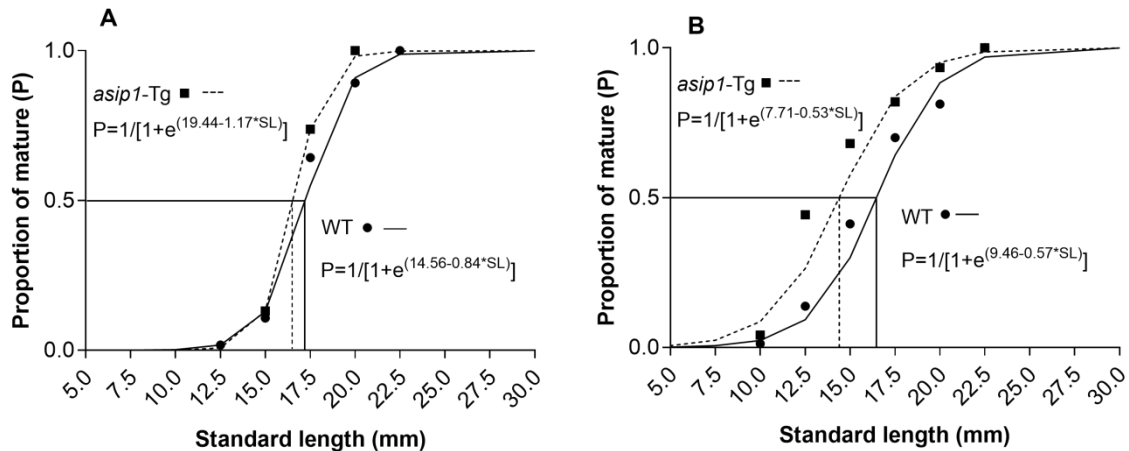 A
Proportion of mature (P)
1.0
0.5
0.0
asip1-Tg
P=1/[1+e(19.44-1.17*SL)]
WT
P=1/[1+e(14.56-0.84*SL)]
5.0 7.5 10.0 12.5 15.0 17.5 20.0 22.5 25.0 27.5 30.0
Standard length (mm)
B
Proportion of mature (P)
1.0
0.5
0.0
asip1-Tg
P=1/[1+e(7.71-0.53*SL)]
WT
P=1/[1+e(9.46-0.57*SL)]
5.0 7.5 10.0 12.5 15.0 17.5 20.0 22.5 25.0 27.5 30.0
Standard length (mm)